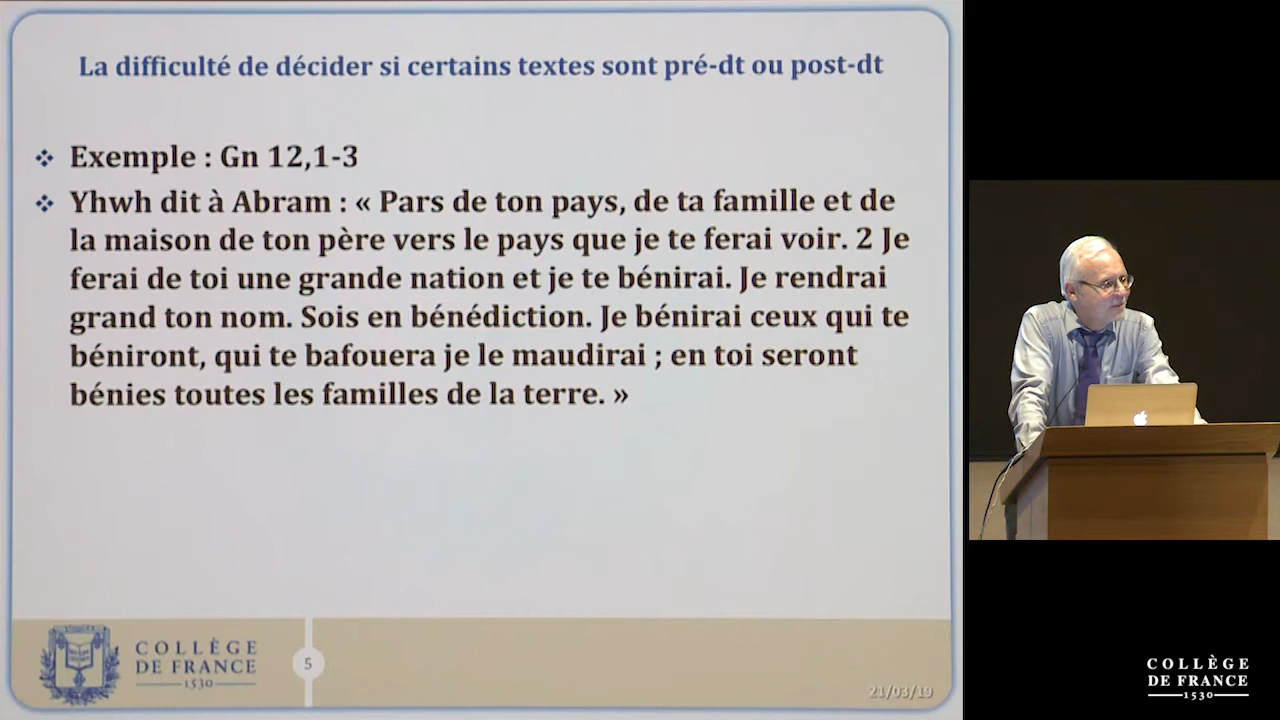 La difficulté de décider si certains textes sont pré-dt ou post-dt
❖ Exemple : Gn 12,1-3
❖ Yhwh dit à Abram : « Pars de ton pays, de ta famille et de
la maison de ton père vers le pays que je te ferai voir. 2 Je
ferai de toi une grande nation et je te bénirai. Je rendrai
grand ton nom. Sois en bénédiction. Je bénirai ceux qui te
béniront, qui te bafouera je le maudirai ; en toi seront
bénies toutes les familles de la terre. »
COLLÈGE
DE FRANCE
1530
5
21/03/19
COLLÈGE
DE FRANCE
1530